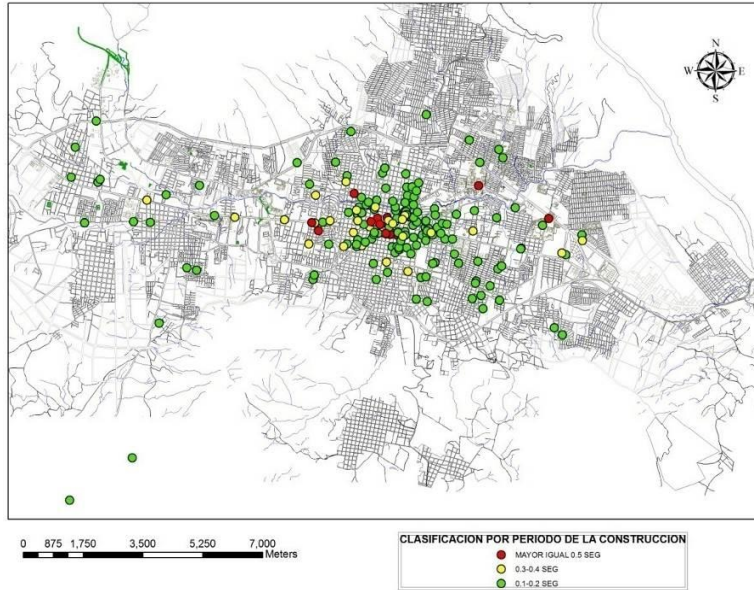 N
W E
S
0 875 1,750 3,500 5,250 7,000
Meters
CLASIFICACION POR PERIODO DE LA CONSTRUCCION
MAYOR IGUAL 0.5 SEG
0.3-0.4 SEG
0.1-0.2 SEG